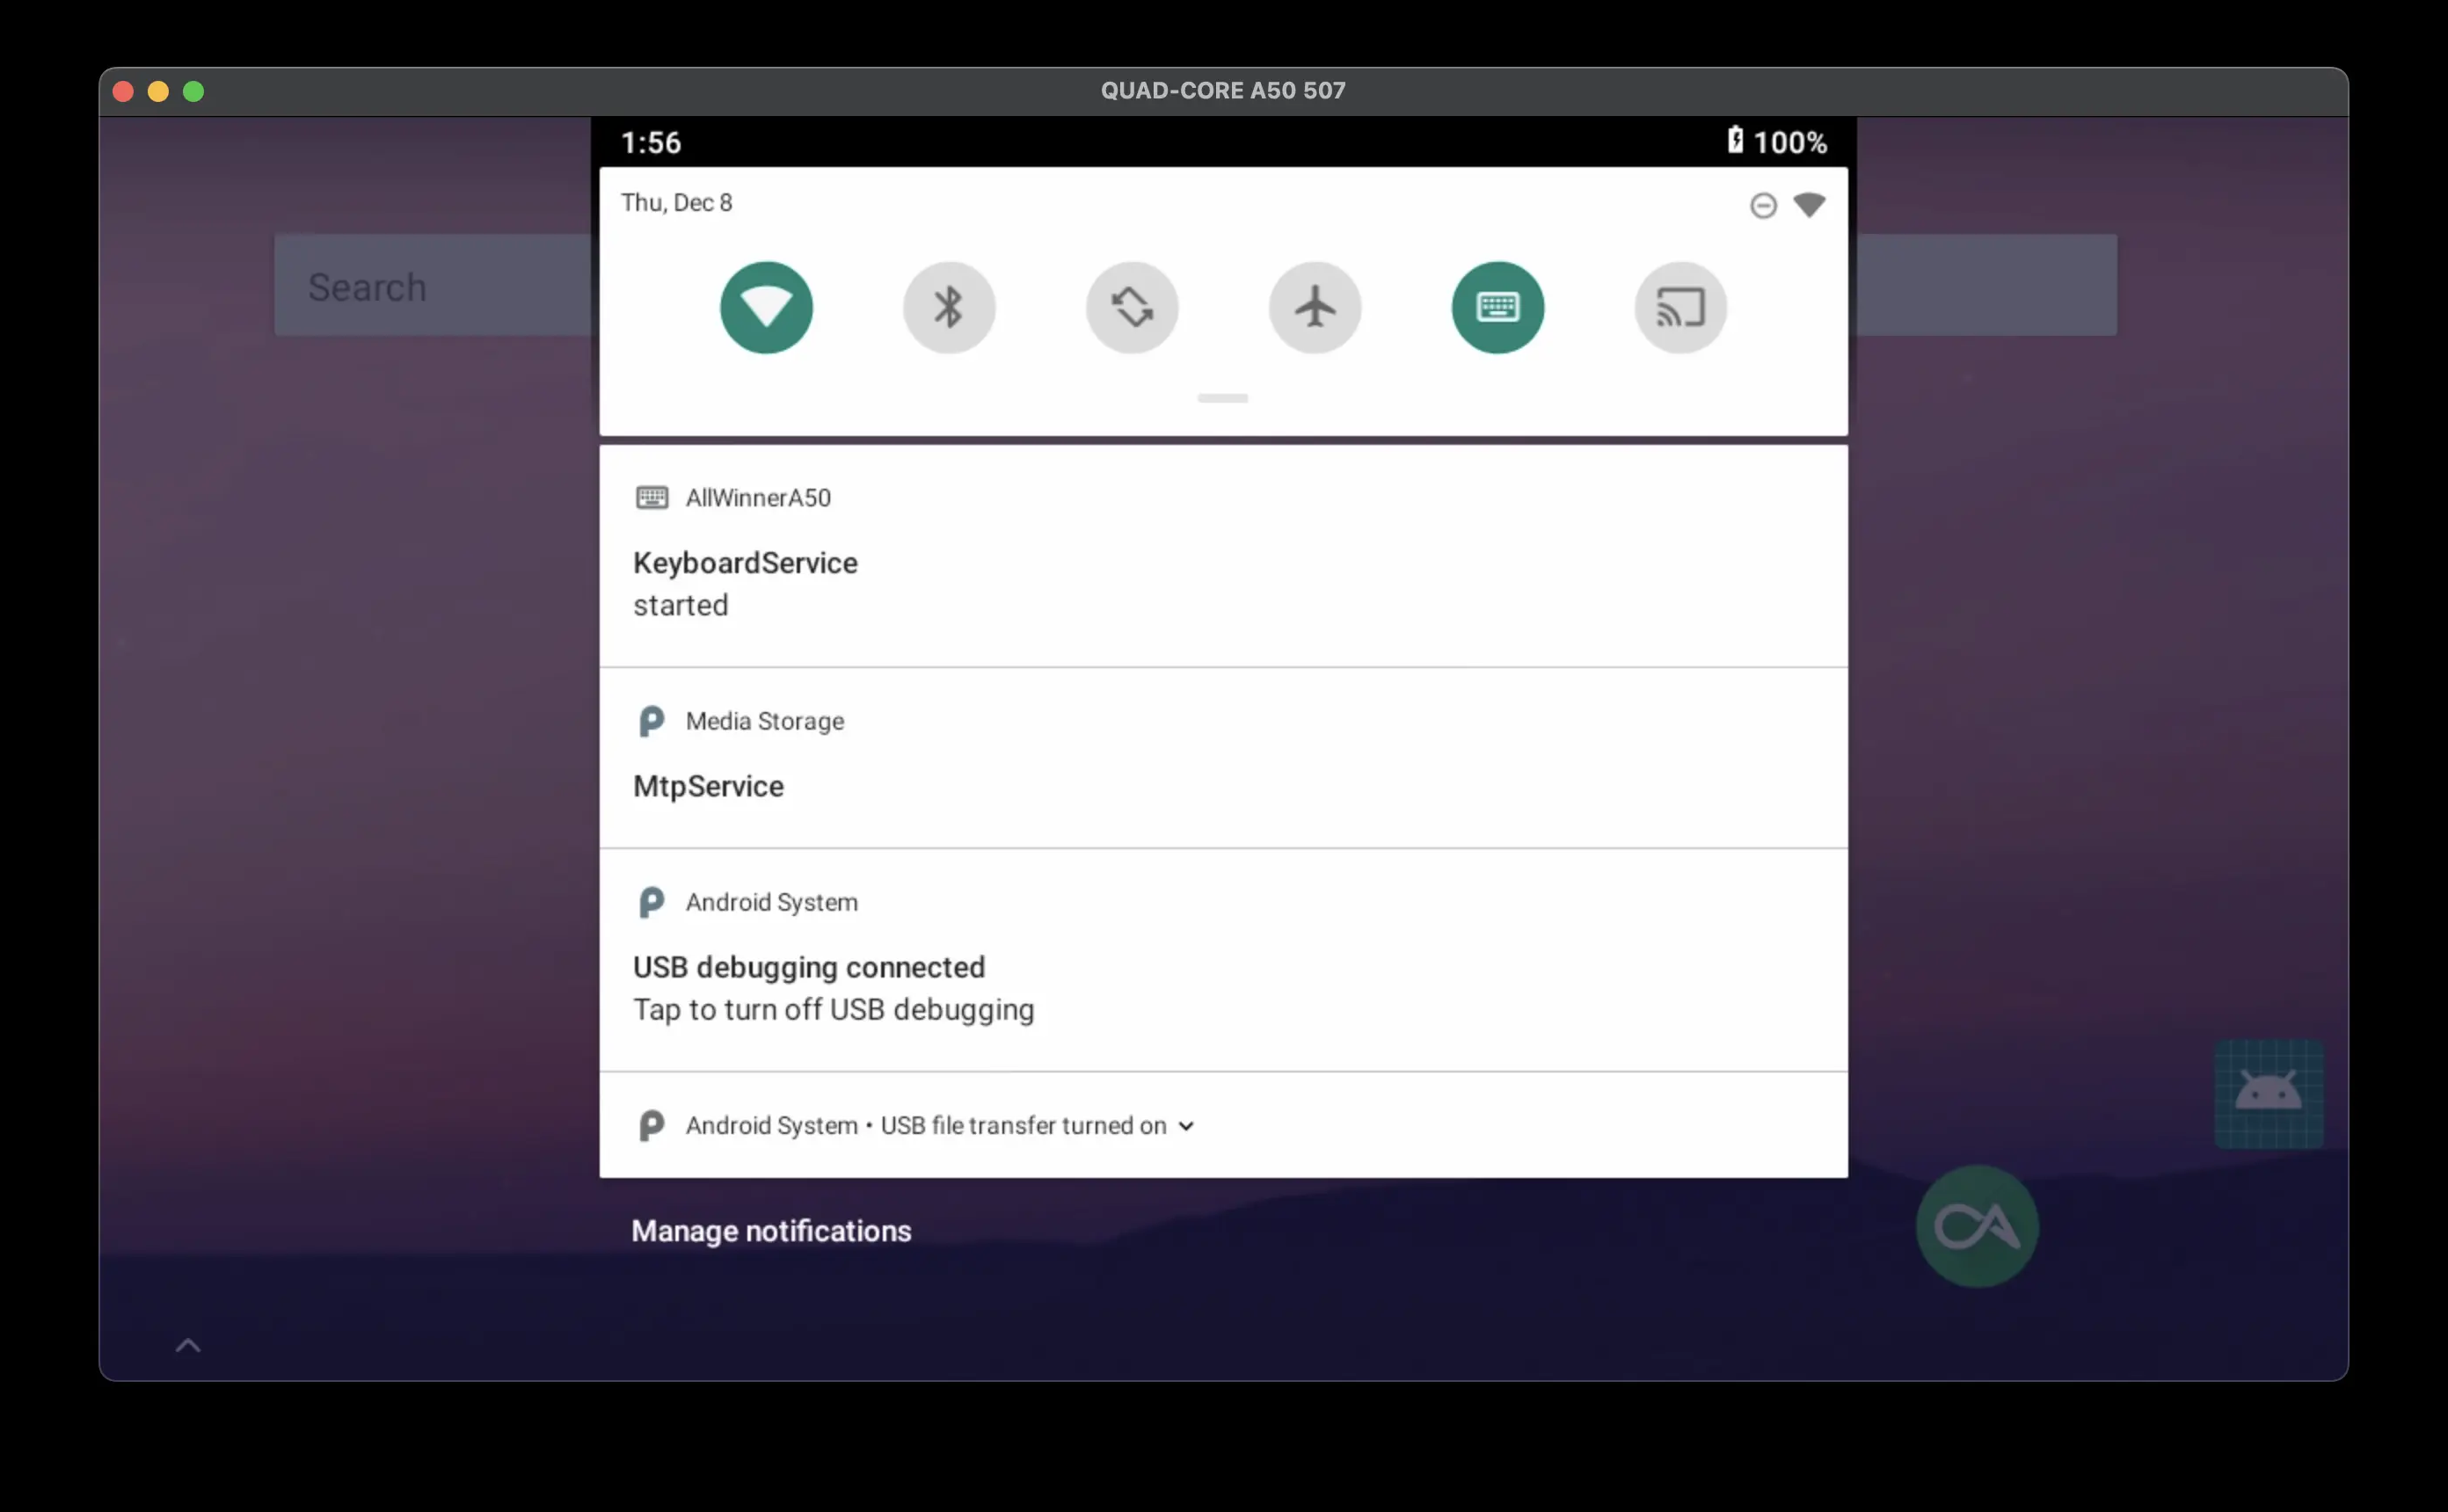 QUAD-CORE A50 507
1:56
100%
Thu, Dec 8
Search
AllWinnerA50
KeyboardService
started
Media Storage
MtpService
Android System
USB debugging connected
Tap to turn off USB debugging
Android System • USB file transfer turned on
Manage notifications